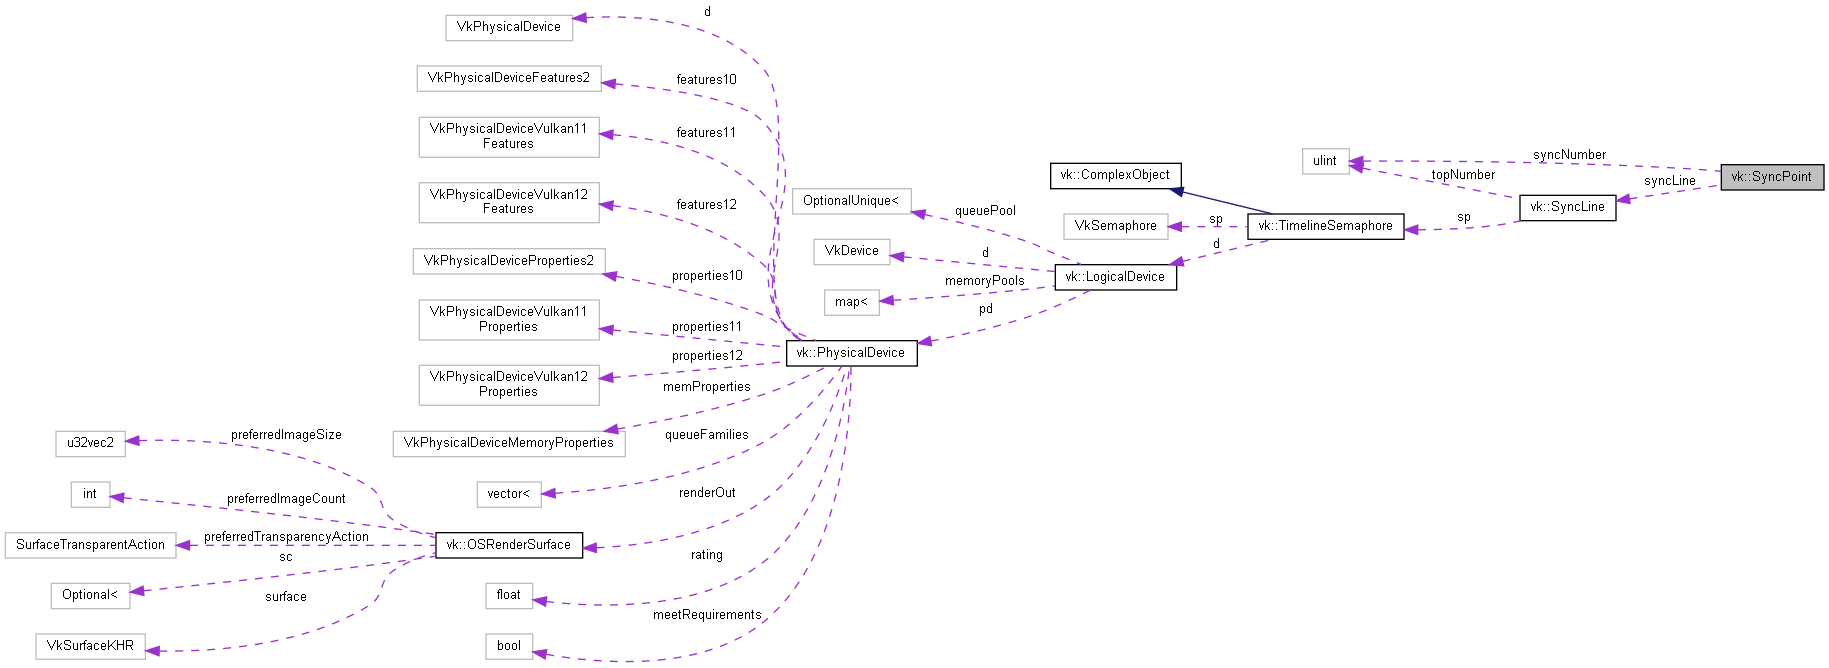 d
VkPhysicalDevice
VkPhysicalDeviceFeatures2
features10
VkPhysicalDeviceVulkan11
Features
features11
VkPhysicalDeviceVulkan12
Features
features12
VkPhysicalDeviceProperties2
properties10
VkPhysicalDeviceVulkan11
Properties
properties11
VkPhysicalDeviceVulkan12
Properties
properties12
memProperties
VkPhysicalDeviceMemoryProperties
queueFamilies
vector<
renderOut
rating
float
meetRequirements
bool
u32vec2
preferredImageSize
int
preferredImageCount
SurfaceTransparentAction
preferredTransparencyAction
sc
Optional<
surface
VkSurfaceKHR
vk::OSRenderSurface
vk::PhysicalDevice
OptionalUnique<
queuePool
VkDevice
d
map<
memoryPools
pd
vk::LogicalDevice
vk::ComplexObject
VkSemaphore
sp
d
vk::TimelineSemaphore
ulint
syncNumber
topNumber
sp
vk::SyncLine
syncLine
vk::SyncPoint